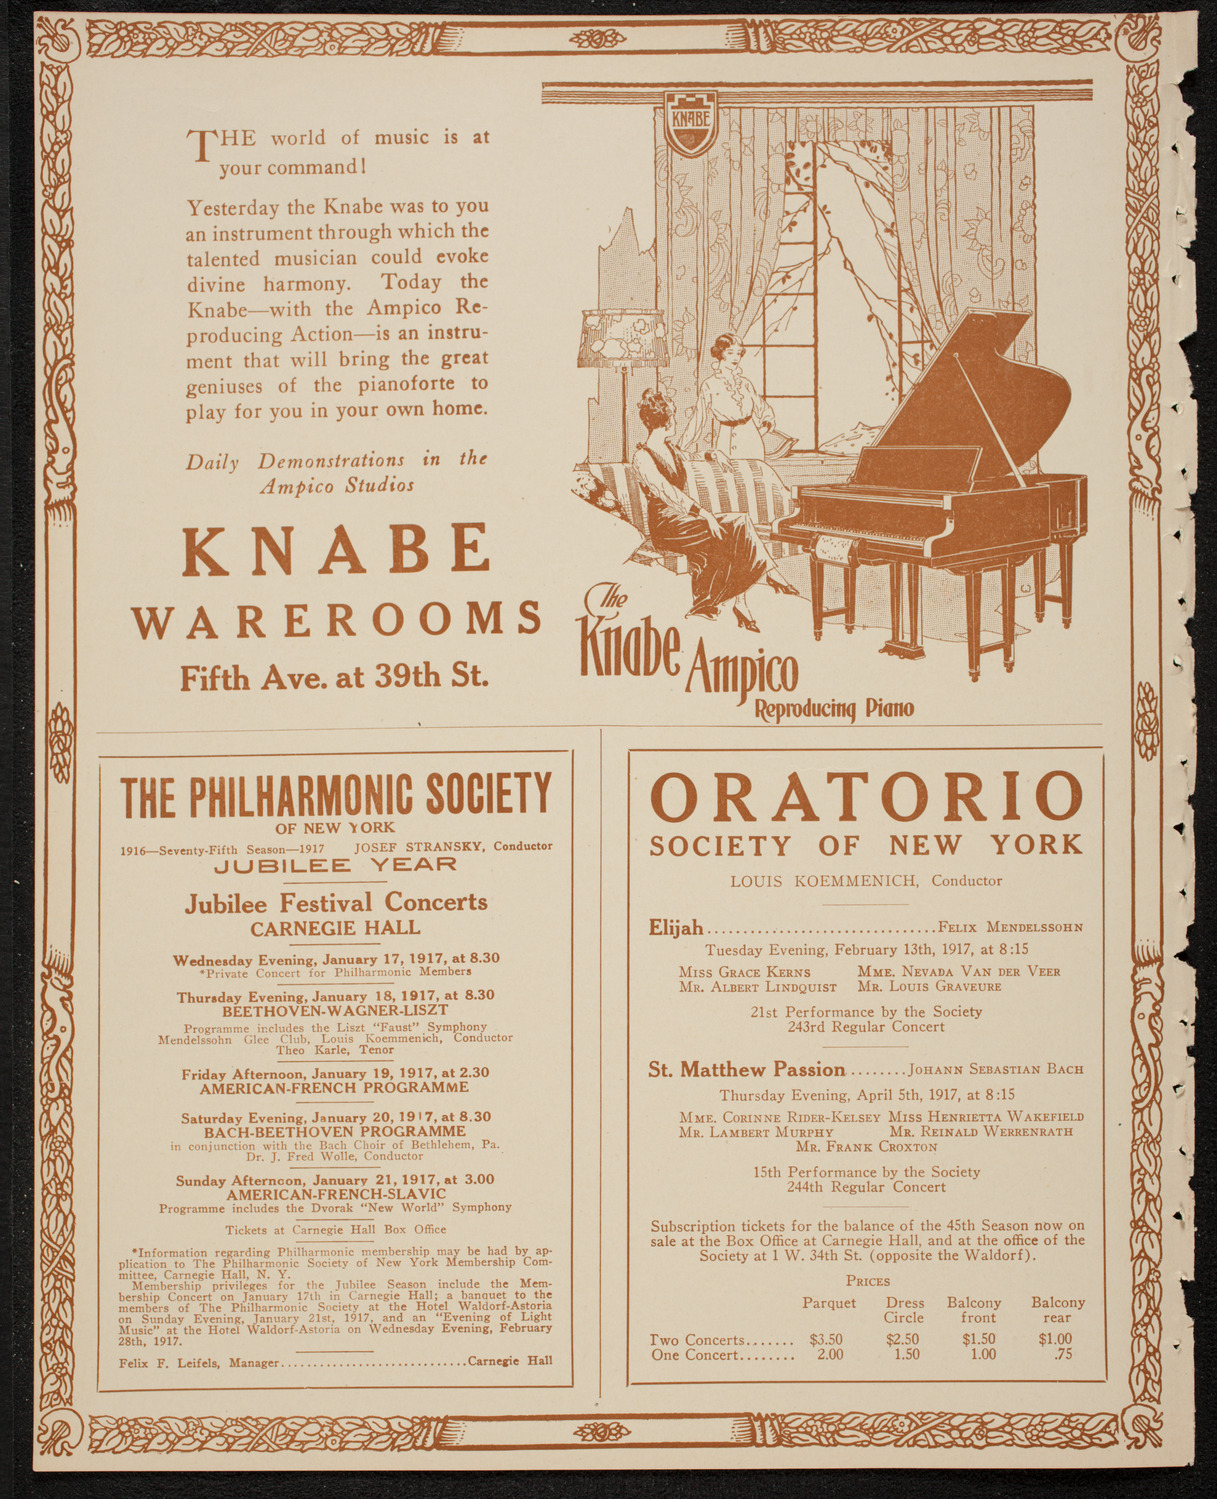 KNABE
THE world of music is at
your command!
Yesterday the Knabe was to you
an instrument through which the
talented musician could evoke
divine harmony. Today the
Knabe—with the Ampico Re-
producing Action—is an instru-
ment that will bring the great
geniuses of the pianoforte to
play for you in your own home.
Daily Demonstrations in the
Ampico Studios
KNABE
WAREROOMS
Fifth Ave. at 39th St.
The
Knabe Ampico
Reproducing Piano
THE PHILHARMONIC SOCIETY
OF NEW YORK
1916—Seventy-Fifth Season—1917 JOSEF STRANSKY, Conductor
JUBILEE YEAR
Jubilee Festival Concerts
CARNEGIE HALL
Wednesday Evening, January 17, 1917, at 8.30
*Private Concert for Philharmonic Members
Thursday Evening, January 18, 1917, at 8.30
BEETHOVEN-WAGNER-LISZT
Programme includes the Liszt "Faust" Symphony
Mendelssohn Glee Club, Louis Koemmenich, Conductor
Theo Karle, Tenor
Friday Afternoon, January 19, 1917, at 2.30
AMERICAN-FRENCH PROGRAMME
Saturday Evening, January 20, 1917, at 8.30
BACH-BEETHOVEN PROGRAMME
in conjunction with the Bach Choir of Bethlehem, Pa.
Dr. J. Fred Wolle, Conductor
Sunday Afternoon, January 21, 1917, at 3.00
AMERICAN-FRENCH-SLAVIC
Programme includes the Dvorak "New World" Symphony
Tickets at Carnegie Hall Box Office
*Information regarding Philharmonic membership may be had by ap-
plication to The Philharmonic Society of New York Membership Com-
mittee, Carnegie Hall, N. Y.
Membership privileges for the Jubilee Season include the Mem-
bership Concert on January 17th in Carnegie Hall; a banquet to the
members of The Philharmonic Society at the Hotel Waldorf-Astoria
on Sunday Evening, January 21st, 1917, and an "Evening of Light
Music" at the Hotel Waldorf-Astoria on Wednesday Evening, February
28th, 1917.
Felix F. Leifels, Manager............................Carnegie Hall
ORATORIO
SOCIETY OF NEW YORK
LOUIS KOEMMENICH, Conductor
Elijah................................FELIX MENDELSSOHN
Tuesday Evening, February 13th, 1917, at 8:15
MISS GRACE KERNS MME. NEVADA VAN DER VEER
MR. ALBERT LINDQUIST MR. LOUIS GRAVEURE
21st Performance by the Society
243rd Regular Concert
St. Matthew Passion........JOHANN SEBASTIAN BACH
Thursday Evening, April 5th, 1917, at 8:15
MME. CORINNE RIDER-KELSEY MISS HENRIETTA WAKEFIELD
MR. LAMBERT MURPHY MR. REINALD WERRENRATH
MR. FRANK CROXTON
15th Performance by the Society
244th Regular Concert
Subscription tickets for the balance of the 45th Season now on
sale at the Box Office at Carnegie Hall, and at the office of the
Society at 1 W. 34th St. (opposite the Waldorf).
PRICES
Parquet Dress Balcony Balcony
Circle front rear
Two Concerts....... $3.50 $2.50 $1.50 $1.00
One Concert........ 2.00 1.50 1.00 .75